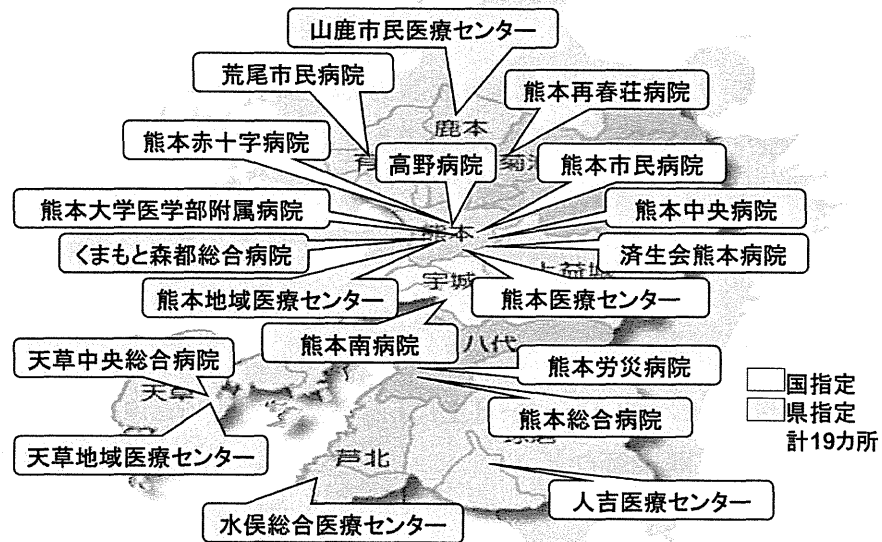 山鹿市民医療センター
荒尾市民病院
熊本再春荘病院
鹿本
熊本赤十字病院
高野病院
熊本市民病院
有
菊池
熊本大学医学部附属病院
熊本中央病院
熊本
くまもと森都総合病院
済生会熊本病院
宇城
上益城
熊本地域医療センター
熊本医療センター
熊本南病院
八代
天草中央総合病院
熊本労災病院
天草
国指定
県指定
計19カ所
熊本総合病院
天草地域医療センター
芦北
人吉医療センター
水俣総合医療センター